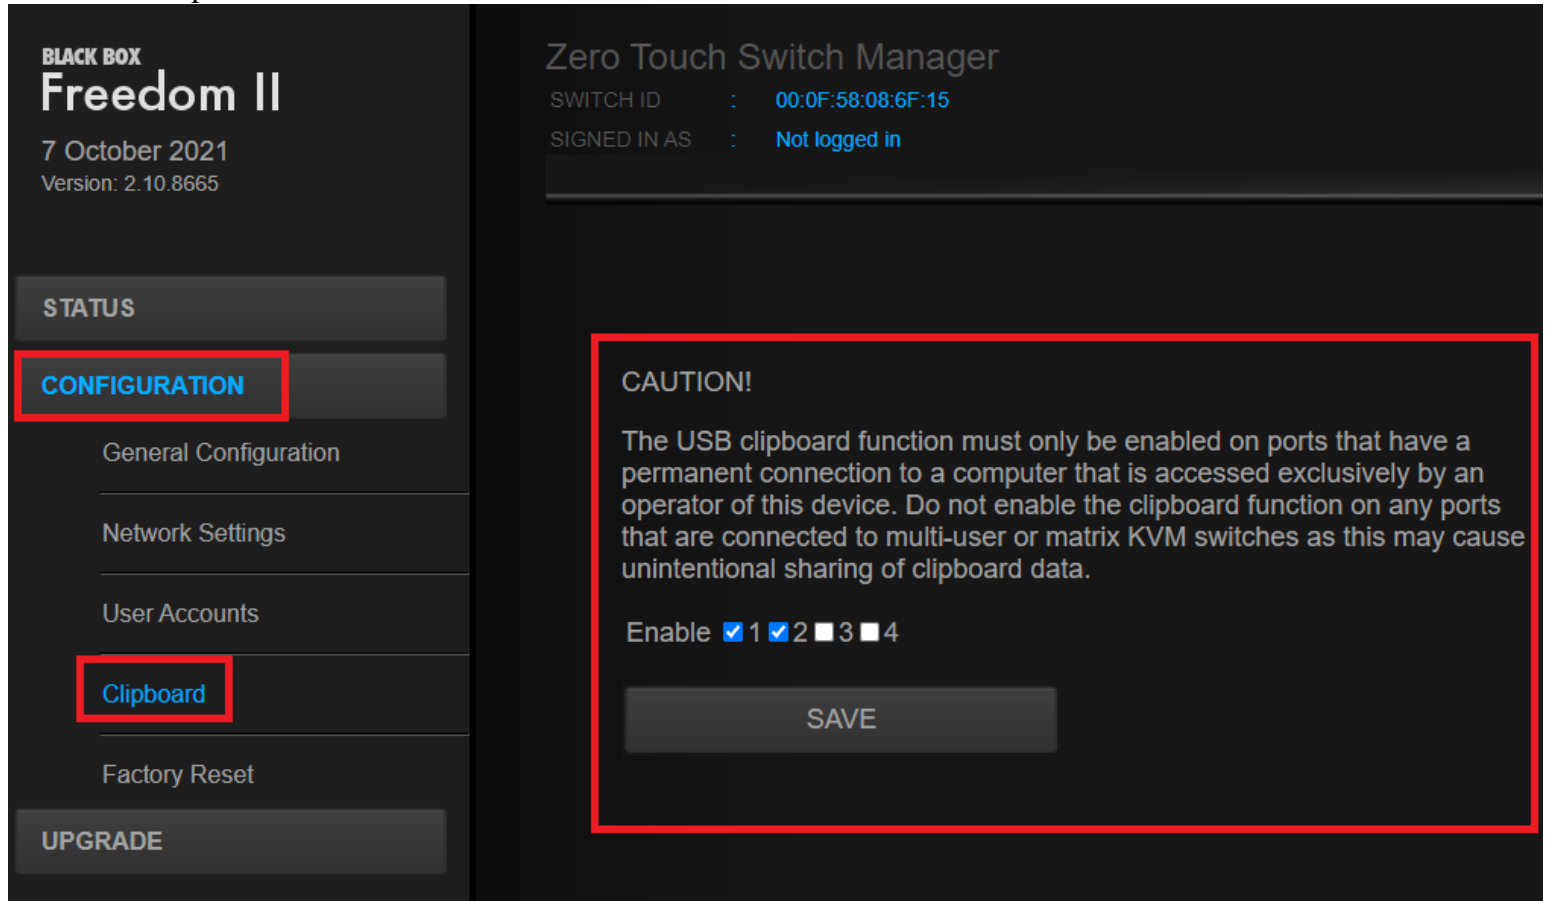 BLACK BOX
Freedom II
7 October 2021
Version: 2.10.8665
STATUS
CONFIGURATION
General Configuration
Network Settings
User Accounts
Clipboard
Factory Reset
UPGRADE
Zero Touch Switch Manager
SWITCH ID : 00:0F:58:08:6F:15
SIGNED IN AS : Not logged in
CAUTION!
The USB clipboard function must only be enabled on ports that have a
permanent connection to a computer that is accessed exclusively by an
operator of this device. Do not enable the clipboard function on any ports
that are connected to multi-user or matrix KVM switches as this may cause
unintentional sharing of clipboard data.
Enable 1 2 3 4
SAVE